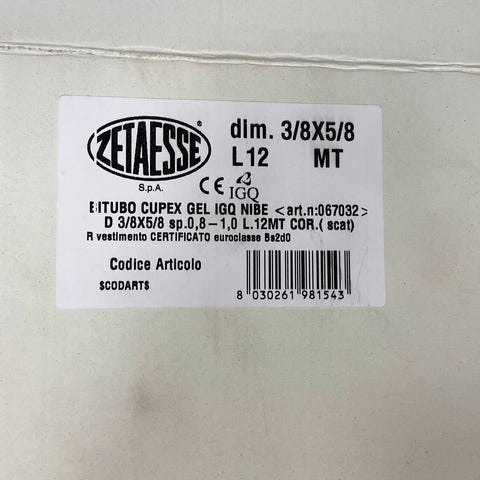 ZETAESSE®
S.p.A.
dim. 3/8X5/8
L12 MT
CE IGQ
BITUBO CUPEX GEL IGQ NIBE <art.n:067032>
D 3/8X5/8 sp.0,8-1,0 L.12MT COR.( scat)
R vestimento CERTIFICATO euroclasse Bs2d0
Codice Articolo
$CODART$
8 030261 981543